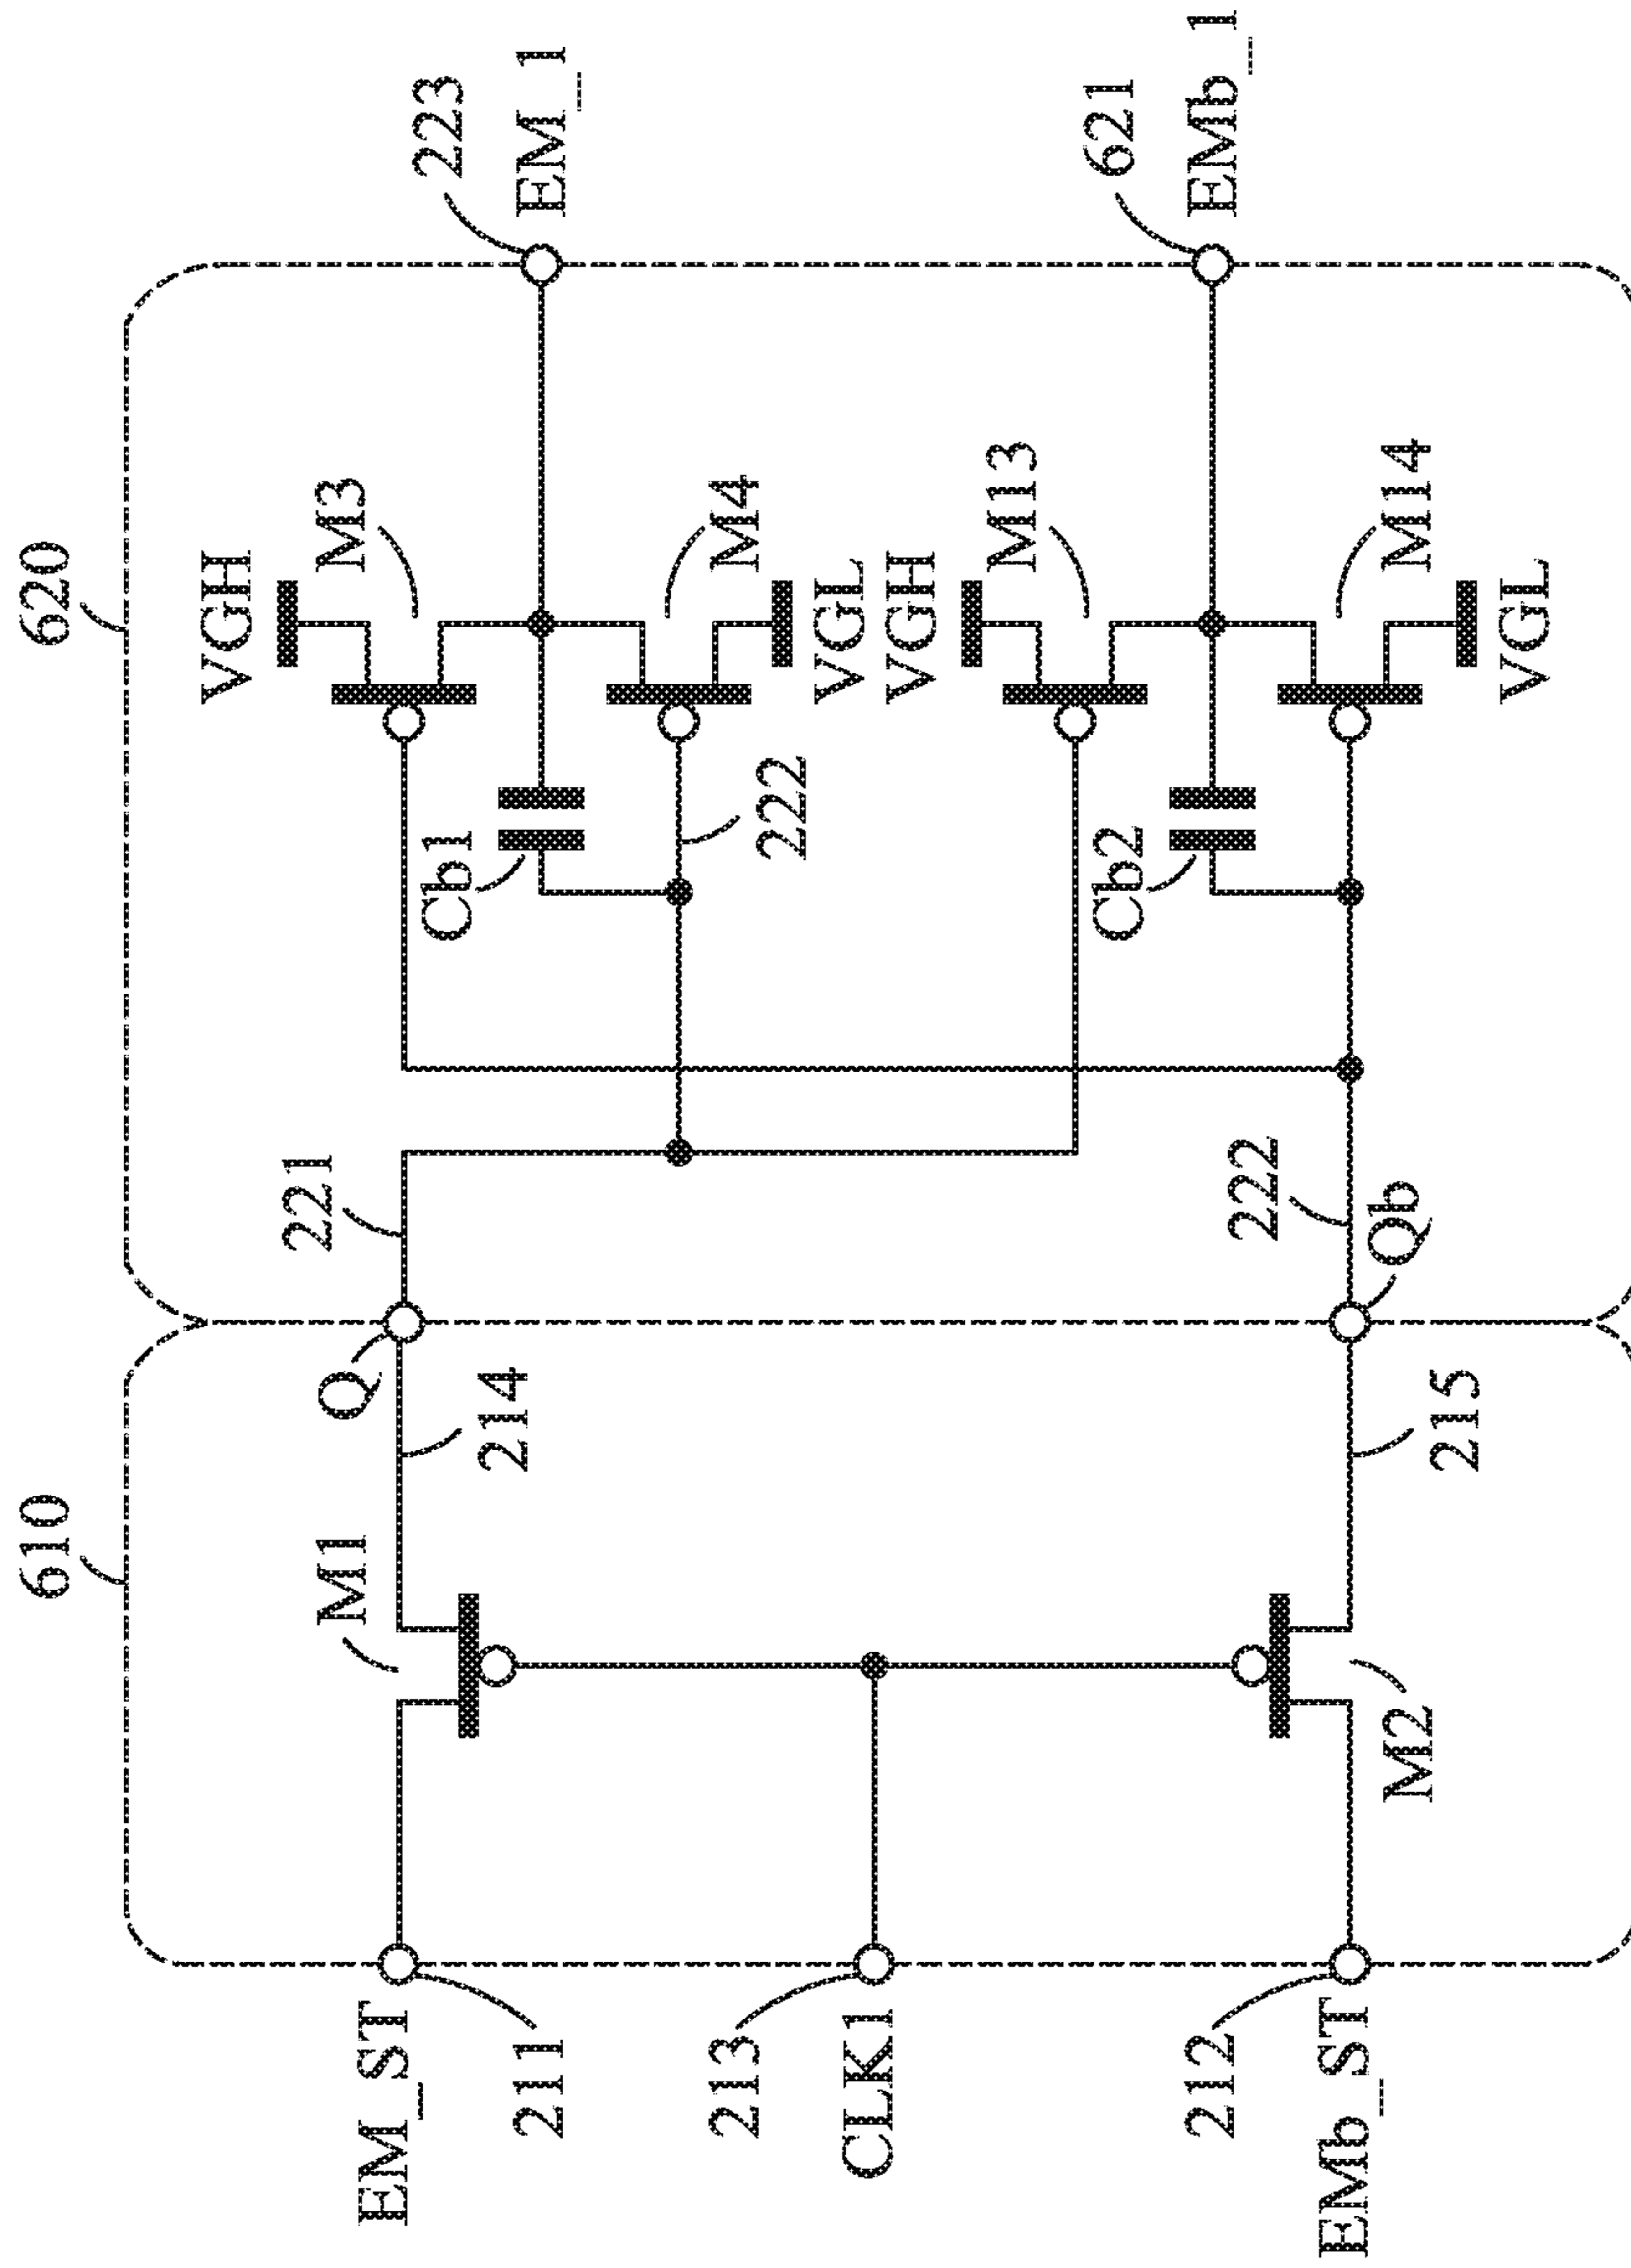 620
610
VGH
M3
223
EM_1
221
Q
M1
214
Cb1
EM_ST
211
222
M4
VGL
VGH
213
CLK1
M13
621
EMb_1
Cb2
222
Qb
212
215
M14
M2
EMb_ST
VGL